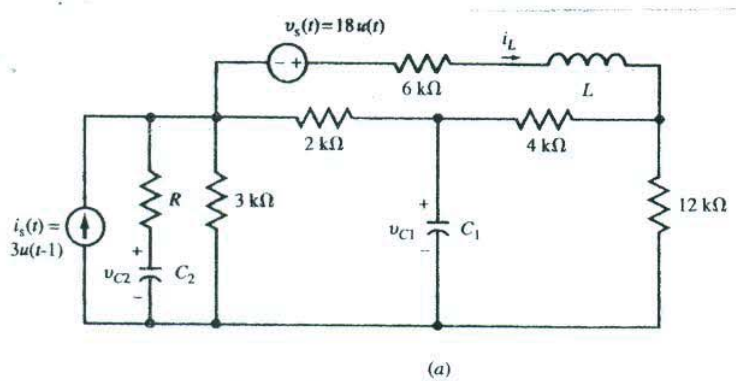 v_s(t)=18u(t)
i_L
- +
6 kΩ
L
2 kΩ
4 kΩ
i_s(t) =
3u(t-1)
R
3 kΩ
12 kΩ
+
v_C1 C_1
-
+
v_C2 C_2
-
(a)